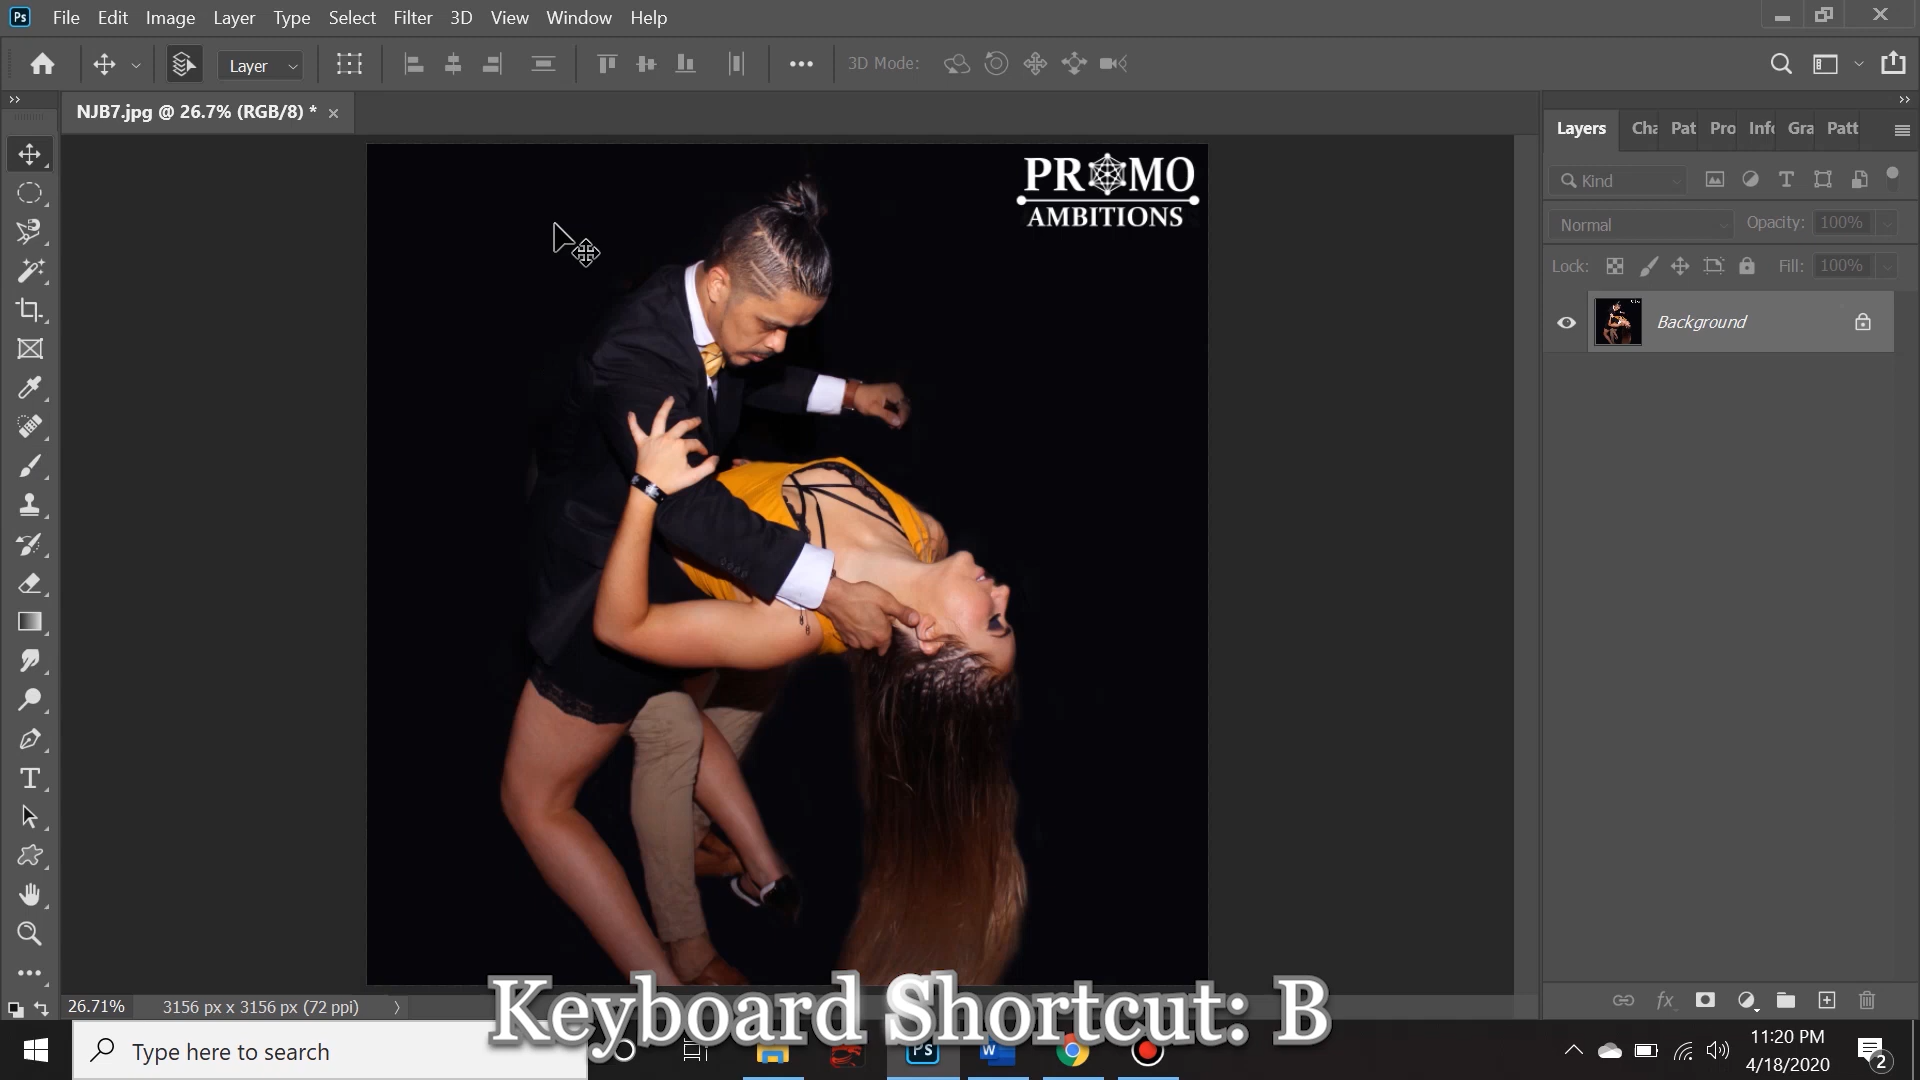 Ps File Edit Image Layer Type Select Filter 3D View Window Help
Layer 3D Mode:
NJB7.jpg @ 26.7% (RGB/8) *
Layers Cha Pat Pro Info Gra Patt
PROMO
AMBITIONS
Kind
Normal Opacity: 100%
Lock: Fill: 100%
Background
26.71% 3156 px x 3156 px (72 ppi)
Keyboard Shortcut: B
Type here to search
Ps W
11:20 PM
4/18/2020
2